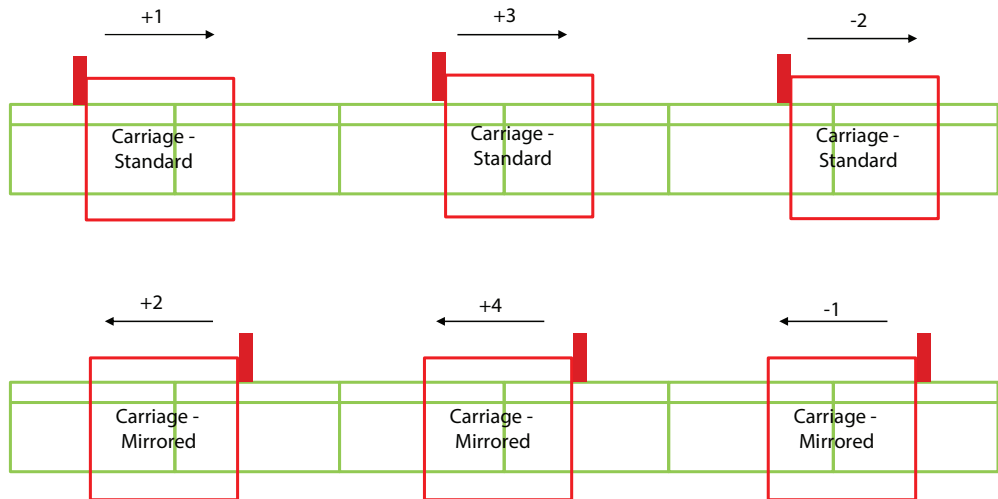 +1
+3
-2
Carriage -
Standard
Carriage -
Standard
Carriage -
Standard
+2
+4
-1
Carriage -
Mirrored
Carriage -
Mirrored
Carriage -
Mirrored